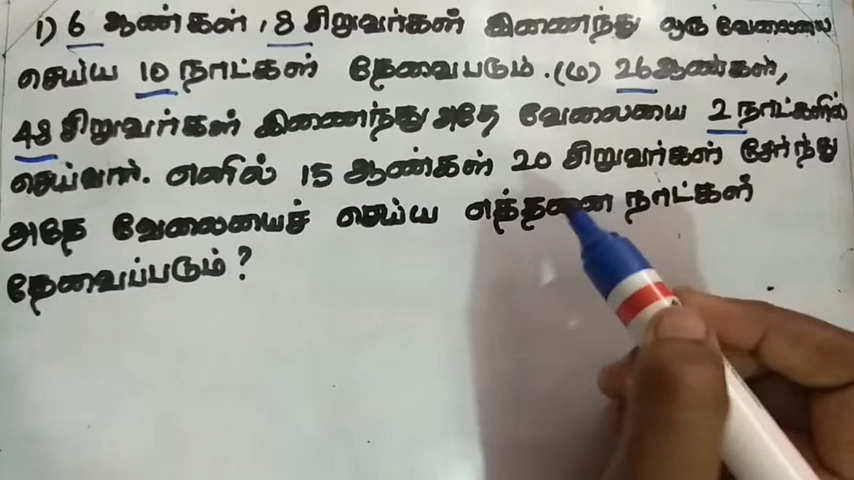 1) 6 ஆண்கள், 8 சிறுவர்கள் இணைந்து ஒரு வேலையை
செய்ய 10 நாட்கள் தேவைபடும். (ம) 26 ஆண்கள்,
48 சிறுவர்கள் இணைந்து அதே வேலையை 2 நாட்களில்
செய்வர். எனில் 15 ஆண்கள் 20 சிறுவர்கள் சேர்ந்து
அதே வேலையைச் செய்ய எத்தனை நாட்கள்
தேவைப்படும்?